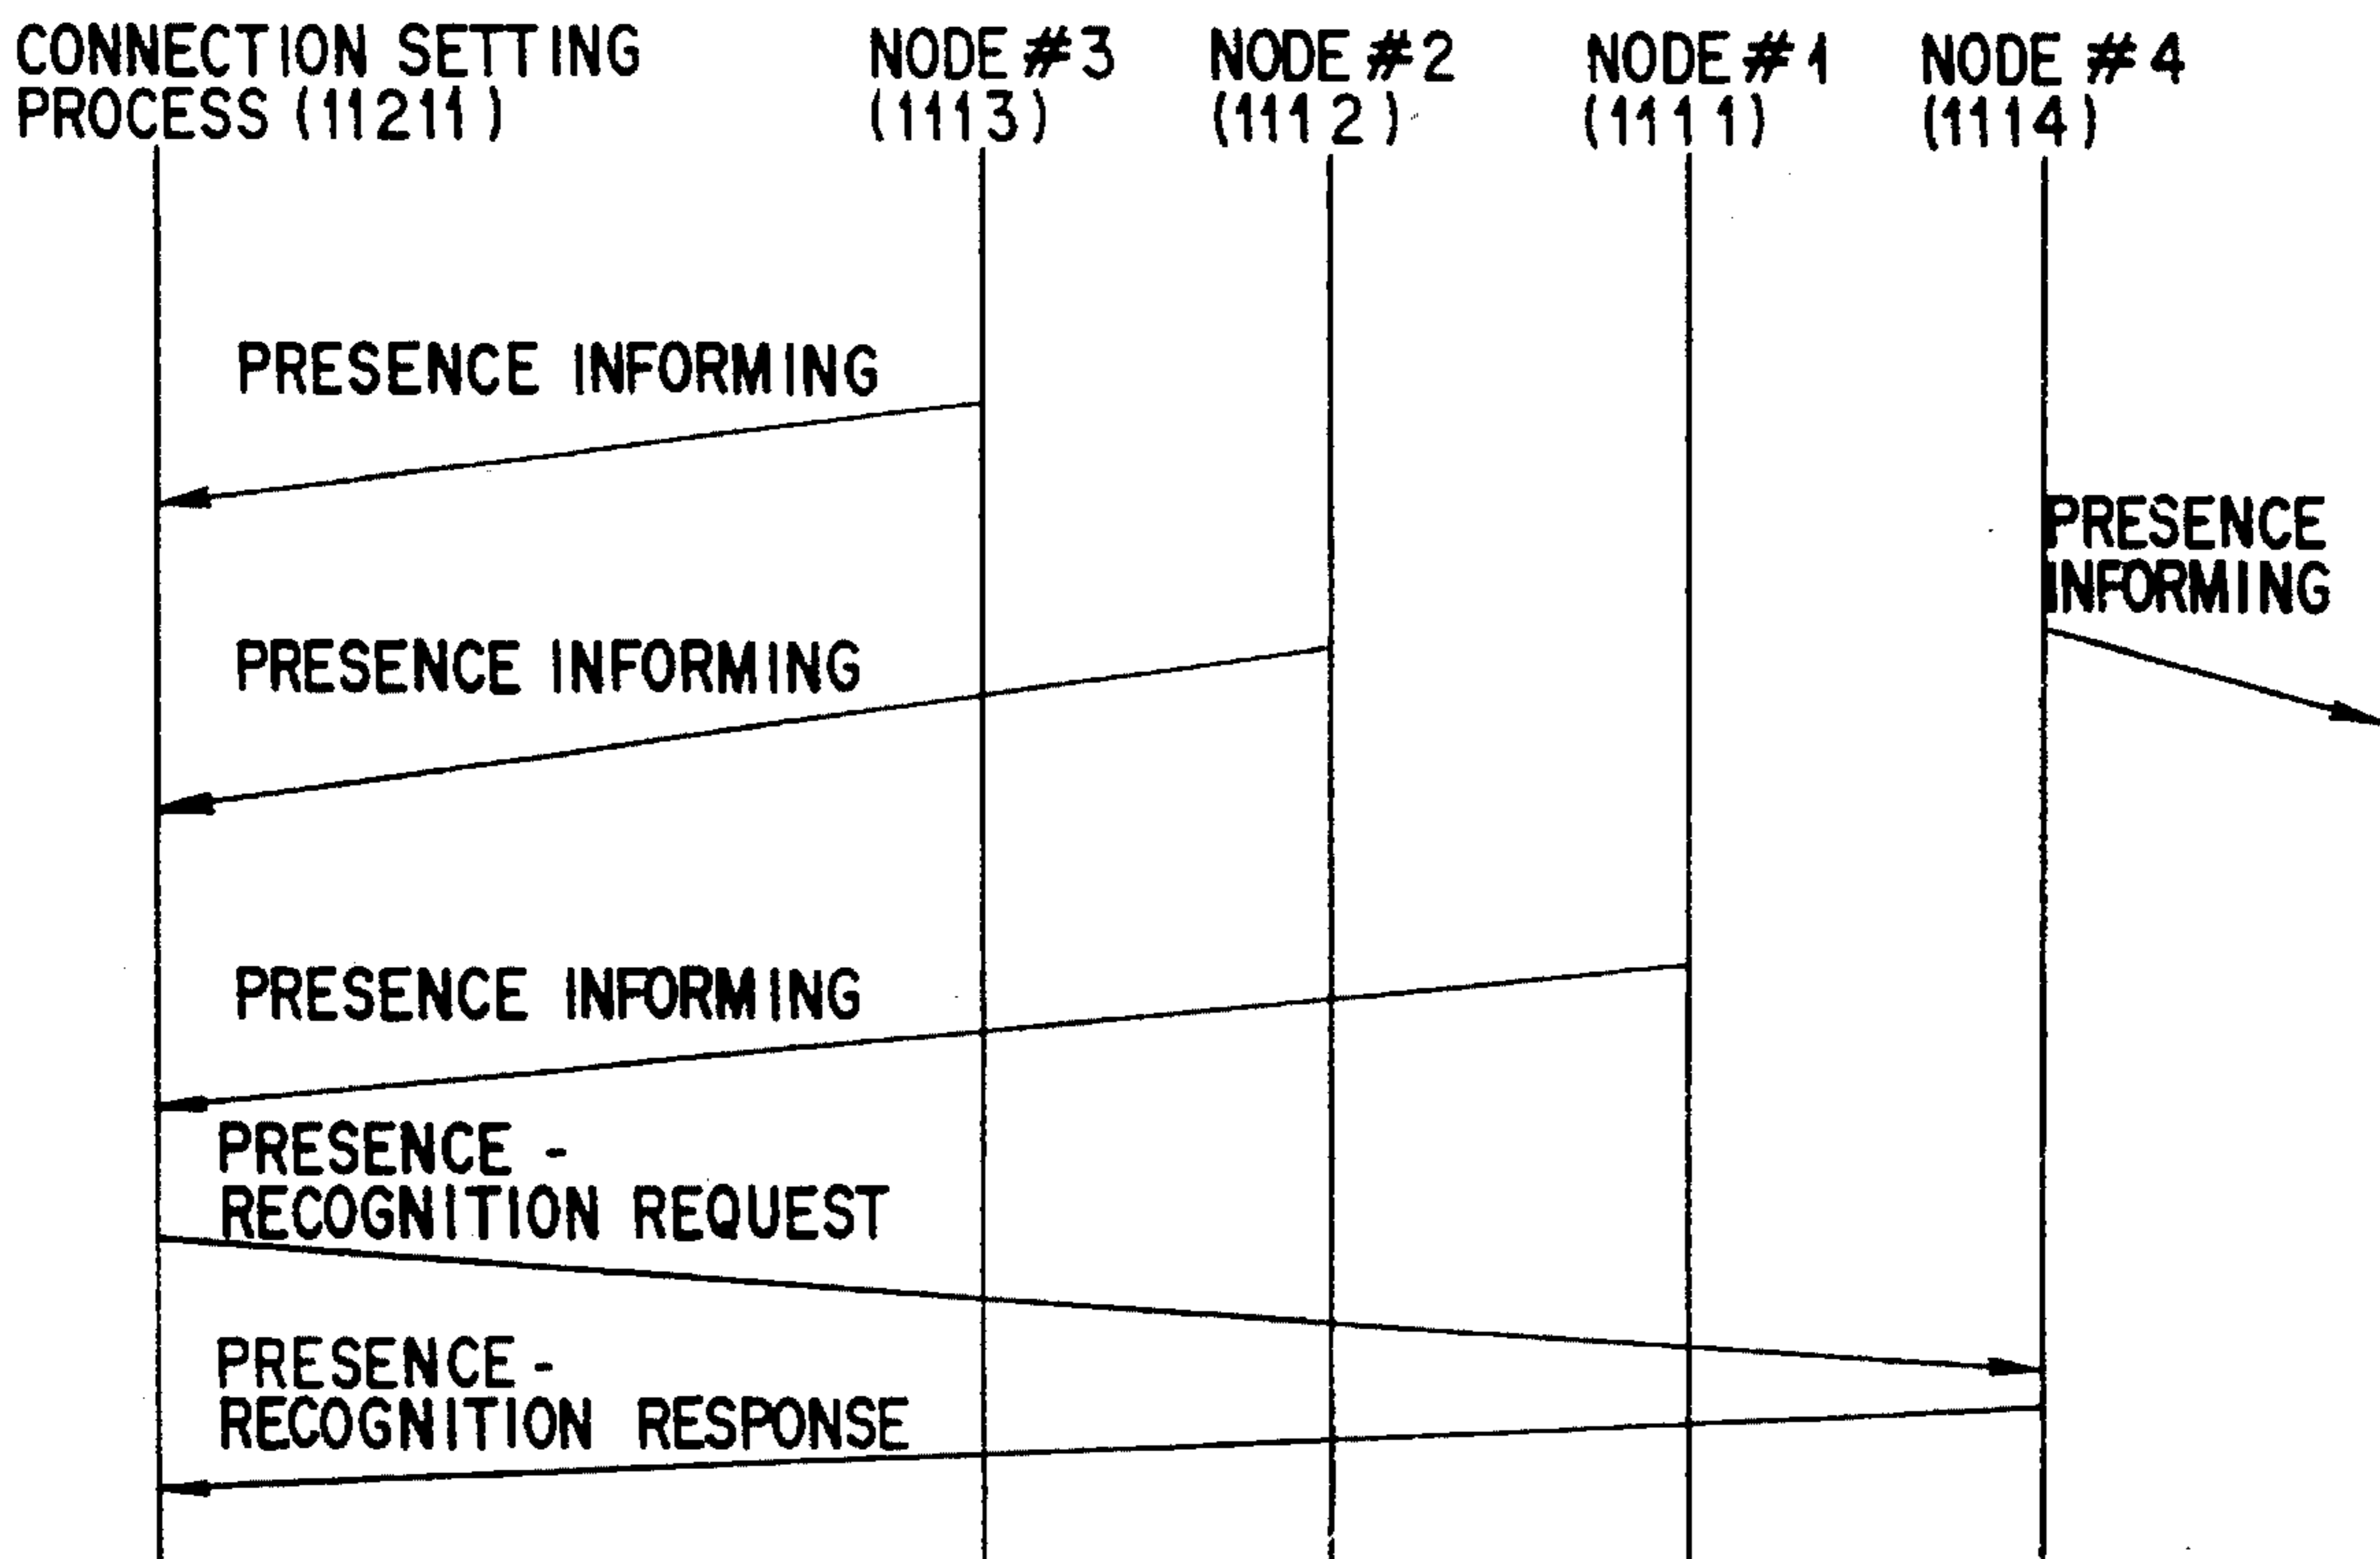 CONNECTION SETTING
PROCESS (11211)
NODE #3
(1113)
NODE #2
(1112)
NODE #1
(1111)
NODE #4
(1114)
PRESENCE INFORMING
PRESENCE
INFORMING
PRESENCE INFORMING
PRESENCE INFORMING
PRESENCE -
RECOGNITION REQUEST
PRESENCE -
RECOGNITION RESPONSE